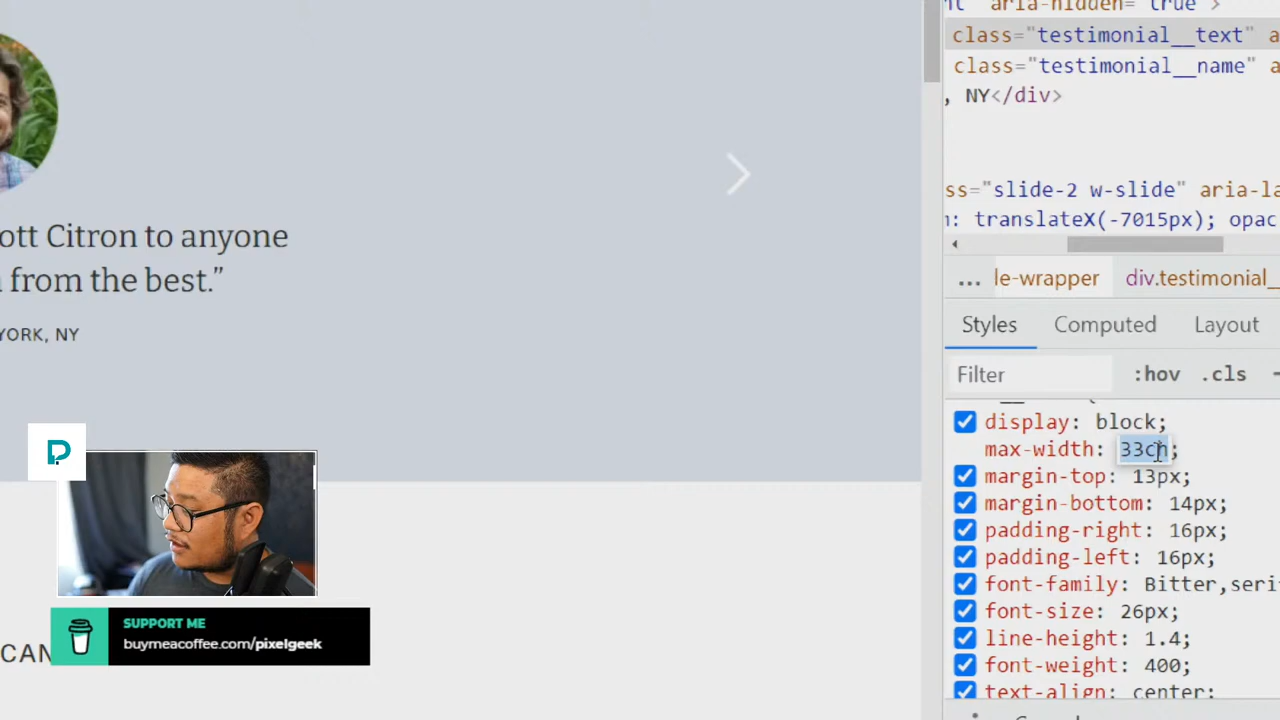 nt" aria-hidden="true">
class="testimonial__text" a
class="testimonial__name" a
, NY</div>
ss="slide-2 w-slide" aria-la
n: translateX(-7015px); opac
... le-wrapper div.testimonial__
Styles Computed Layout
Filter :hov .cls
display: block;
max-width: 33ch;
margin-top: 13px;
margin-bottom: 14px;
padding-right: 16px;
padding-left: 16px;
font-family: Bitter,seri
font-size: 26px;
line-height: 1.4;
font-weight: 400;
text-align: center;
ott Citron to anyone
from the best.”
YORK, NY
SUPPORT ME
buymeacoffee.com/pixelgeek
CAN